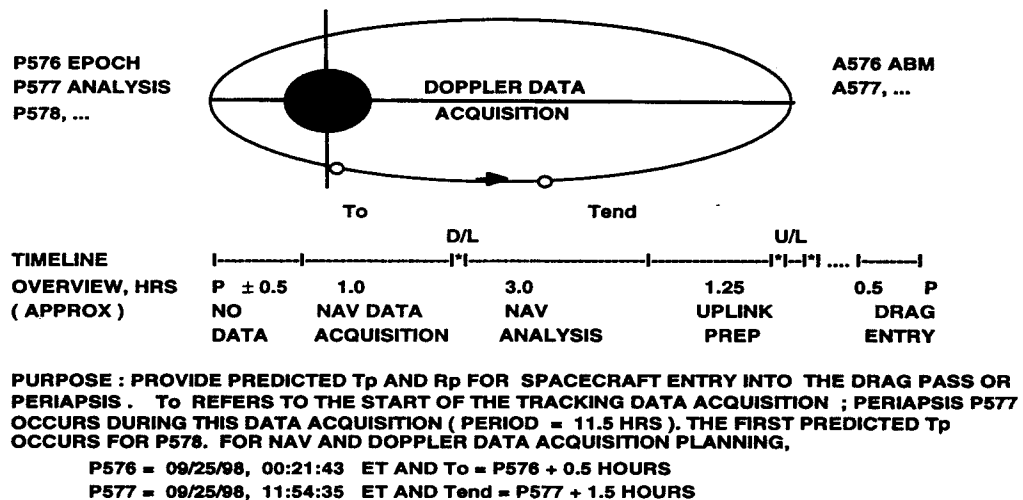 P576 EPOCH
P577 ANALYSIS
P578, ...
DOPPLER DATA
ACQUISITION
A576 ABM
A577, ...
To
Tend
D/L
U/L
TIMELINE |--------|---------------|*|------------------|------------|*|--|*| .... |------|
OVERVIEW, HRS P ± 0.5 1.0 3.0 1.25 0.5 P
( APPROX ) NO NAV DATA NAV UPLINK DRAG
DATA ACQUISITION ANALYSIS PREP ENTRY
PURPOSE : PROVIDE PREDICTED Tp AND Rp FOR SPACECRAFT ENTRY INTO THE DRAG PASS OR
PERIAPSIS . To REFERS TO THE START OF THE TRACKING DATA ACQUISITION ; PERIAPSIS P577
OCCURS DURING THIS DATA ACQUISITION ( PERIOD = 11.5 HRS ). THE FIRST PREDICTED Tp
OCCURS FOR P578. FOR NAV AND DOPPLER DATA ACQUISITION PLANNING,
P576 = 09/25/98, 00:21:43 ET AND To = P576 + 0.5 HOURS
P577 = 09/25/98, 11:54:35 ET AND Tend = P577 + 1.5 HOURS